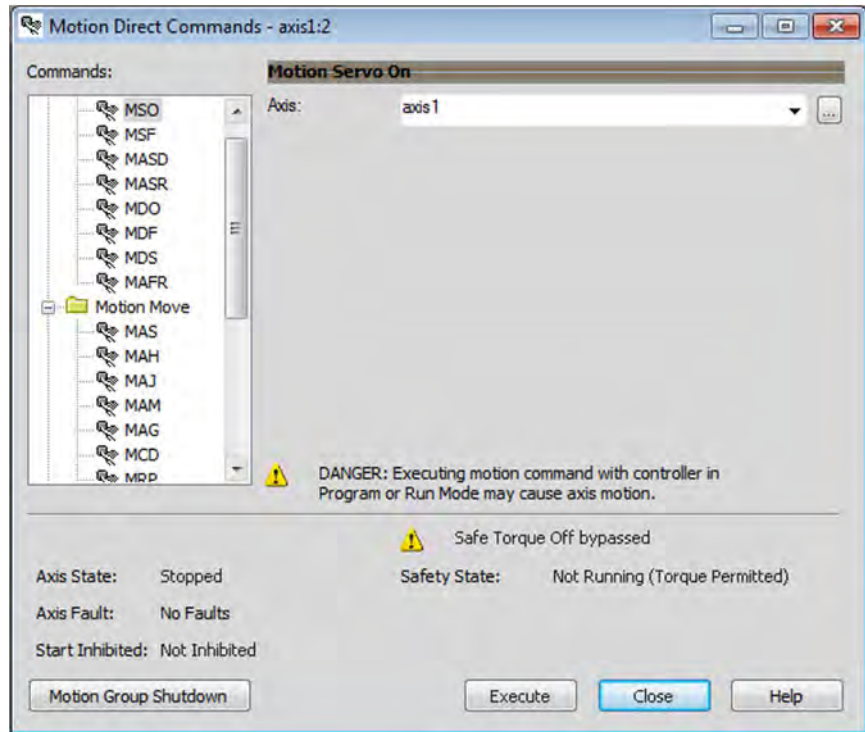 Motion Direct Commands - axis1:2
Commands:
MSO
MSF
MASD
MASR
MDO
MDF
MDS
MAFR
Motion Move
MAS
MAH
MAJ
MAM
MAG
MCD
MRP
Motion Servo On
Axis:
axis1
...
DANGER: Executing motion command with controller in
Program or Run Mode may cause axis motion.
Safe Torque Off bypassed
Axis State: Stopped
Safety State: Not Running (Torque Permitted)
Axis Fault: No Faults
Start Inhibited: Not Inhibited
Motion Group Shutdown
Execute
Close
Help